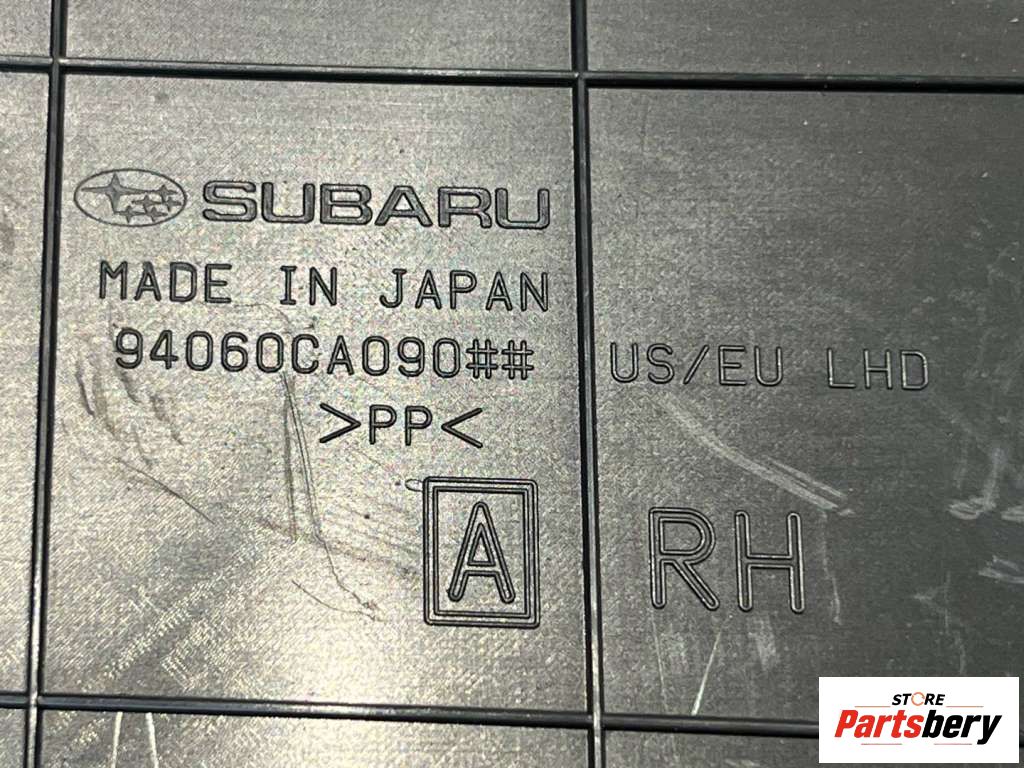 SUBARU
MADE IN JAPAN
94060CA090##
US/EU LHD
>PP<
A
RH
STORE
Partsbery